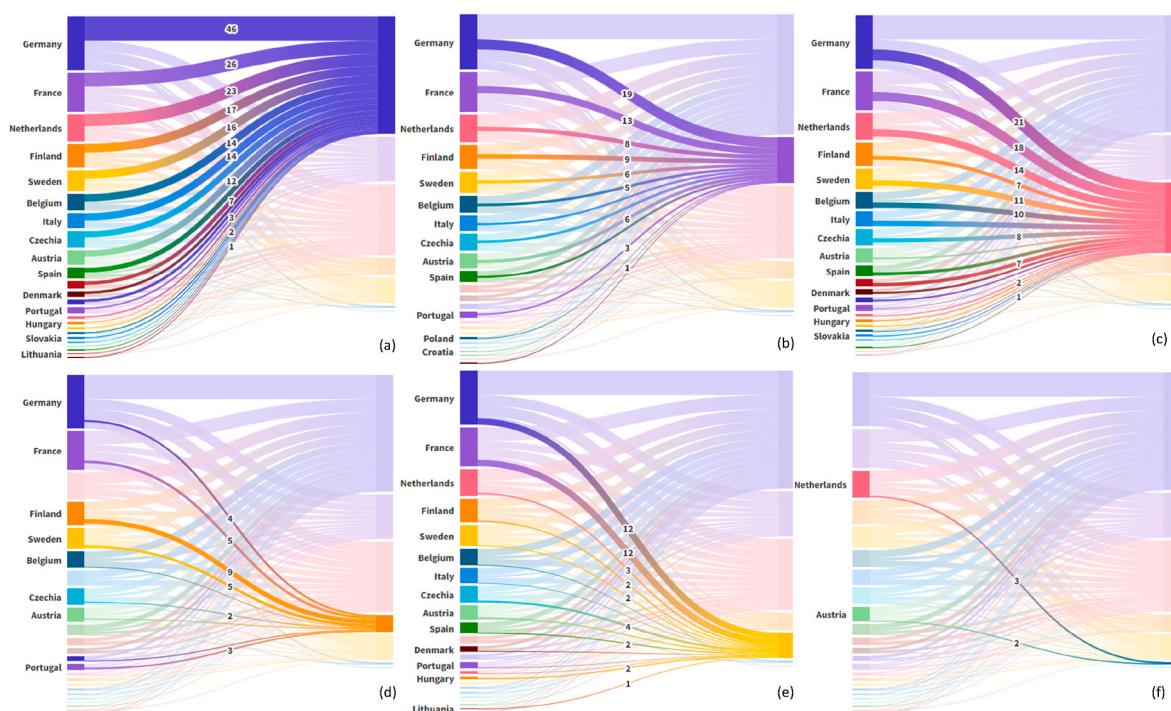 Germany
France
Netherlands
Finland
Sweden
Belgium
Italy
Czechia
Austria
Spain
Denmark
Portugal
Hungary
Slovakia
Lithuania
46
26
23
17
16
14
14
12
7
3
2
1
(a)
Germany
France
Netherlands
Finland
Sweden
Belgium
Italy
Czechia
Austria
Spain
Portugal
Poland
Croatia
19
13
8
9
6
5
6
3
1
(b)
Germany
France
Netherlands
Finland
Sweden
Belgium
Italy
Czechia
Austria
Spain
Denmark
Portugal
Hungary
Slovakia
21
18
14
7
11
10
8
7
2
1
(c)
Germany
France
Finland
Sweden
Belgium
Czechia
Austria
Portugal
4
5
9
5
2
3
(d)
Germany
France
Netherlands
Finland
Sweden
Belgium
Italy
Czechia
Austria
Spain
Denmark
Portugal
Hungary
Lithuania
12
12
3
2
2
4
2
2
1
(e)
Netherlands
Austria
3
2
(f)